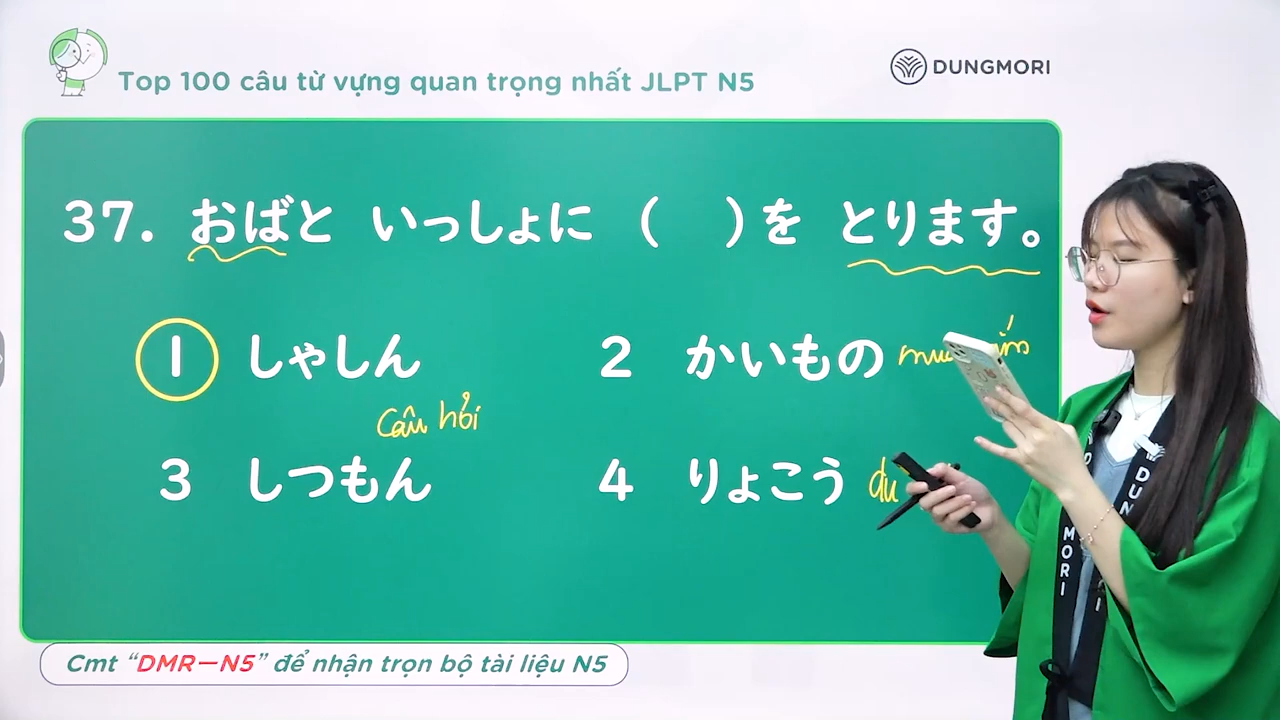 Top 100 câu từ vựng quan trọng nhất JLPT N5
DUNGMORI
37. おばと いっしょに ( )を とります。
1 しゃしん
2 かいもの
câu hỏi
3 しつもん
4 りょこう du
Cmt “DMR–N5” để nhận trọn bộ tài liệu N5
MORI